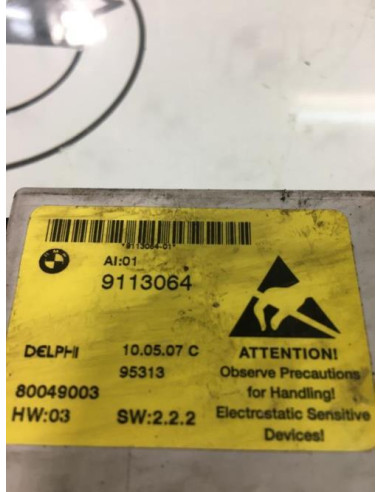 *9113064-01*
AI:01
9113064
DELPHI 10.05.07 C
95313
80049003
HW:03 SW:2.2.2
ATTENTION!
Observe Precautions
for Handling!
Electrostatic Sensitive
Devices!